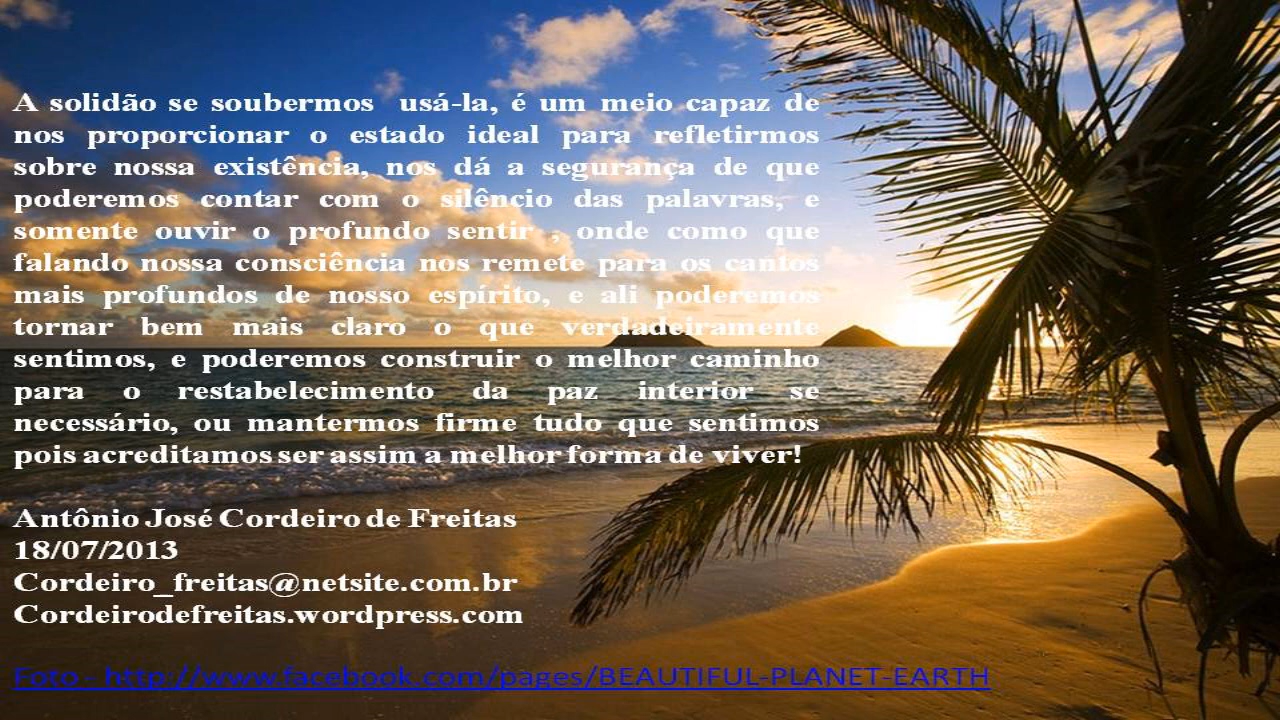 A solidão se soubermos usá-la, é um meio capaz de
nos proporcionar o estado ideal para refletirmos
sobre nossa existência, nos dá a segurança de que
poderemos contar com o silêncio das palavras, e
somente ouvir o profundo sentir , onde como que
falando nossa consciência nos remete para os cantos
mais profundos de nosso espírito, e ali poderemos
tornar bem mais claro o que verdadeiramente
sentimos, e poderemos construir o melhor caminho
para o restabelecimento da paz interior se
necessário, ou mantermos firme tudo que sentimos
pois acreditamos ser assim a melhor forma de viver!
Antônio José Cordeiro de Freitas
18/07/2013
Cordeiro_freitas@netsite.com.br
Cordeirodefreitas.wordpress.com
Foto - http://www.facebook.com/pages/BEAUTIFUL-PLANET-EARTH